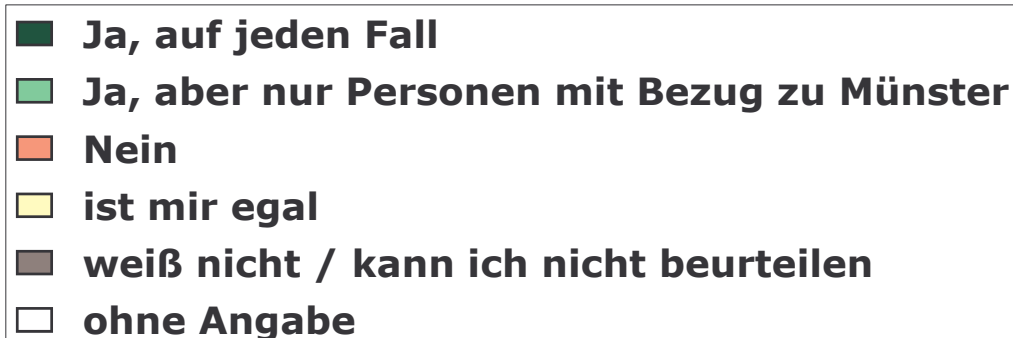 Ja, auf jeden Fall
Ja, aber nur Personen mit Bezug zu Münster
Nein
ist mir egal
weiß nicht / kann ich nicht beurteilen
ohne Angabe